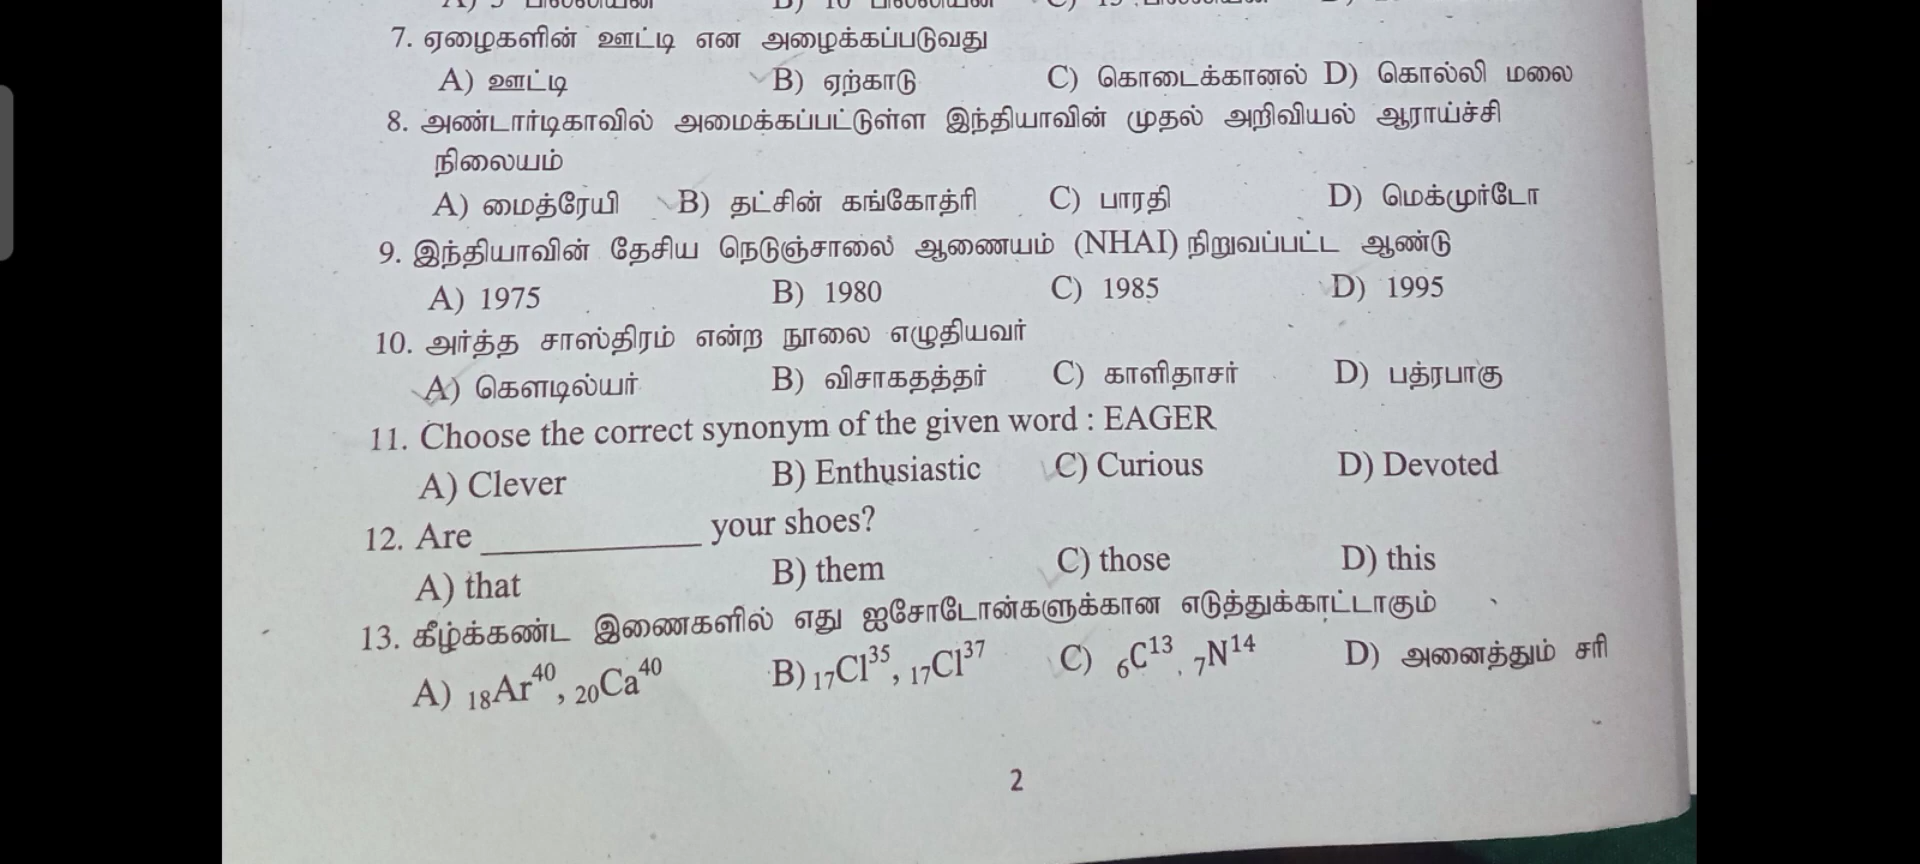 7. ஏழைகளின் ஊட்டி என அழைக்கப்படுவது
A) ஊட்டி B) ஏற்காடு C) கொடைக்கானல் D) கொல்லி மலை
8. அண்டார்டிகாவில் அமைக்கப்பட்டுள்ள இந்தியாவின் முதல் அறிவியல் ஆராய்ச்சி
நிலையம்
A) மைத்ரேயி B) தட்சின் கங்கோத்ரி C) பாரதி D) மெக்முர்டோ
9. இந்தியாவின் தேசிய நெடுஞ்சாலை ஆணையம் (NHAI) நிறுவப்பட்ட ஆண்டு
A) 1975 B) 1980 C) 1985 D) 1995
10. அர்த்த சாஸ்திரம் என்ற நூலை எழுதியவர்
A) கௌடில்யர் B) விசாகதத்தர் C) காளிதாசர் D) பத்ரபாகு
11. Choose the correct synonym of the given word : EAGER
A) Clever B) Enthusiastic C) Curious D) Devoted
12. Are ____________ your shoes?
A) that B) them C) those D) this
13. கீழ்க்கண்ட இணைகளில் எது ஐசோடோன்களுக்கான எடுத்துக்காட்டாகும்
A) ₁₈Ar⁴⁰, ₂₀Ca⁴⁰ B) ₁₇Cl³⁵, ₁₇Cl³⁷ C) ₆C¹³, ₇N¹⁴ D) அனைத்தும் சரி
2